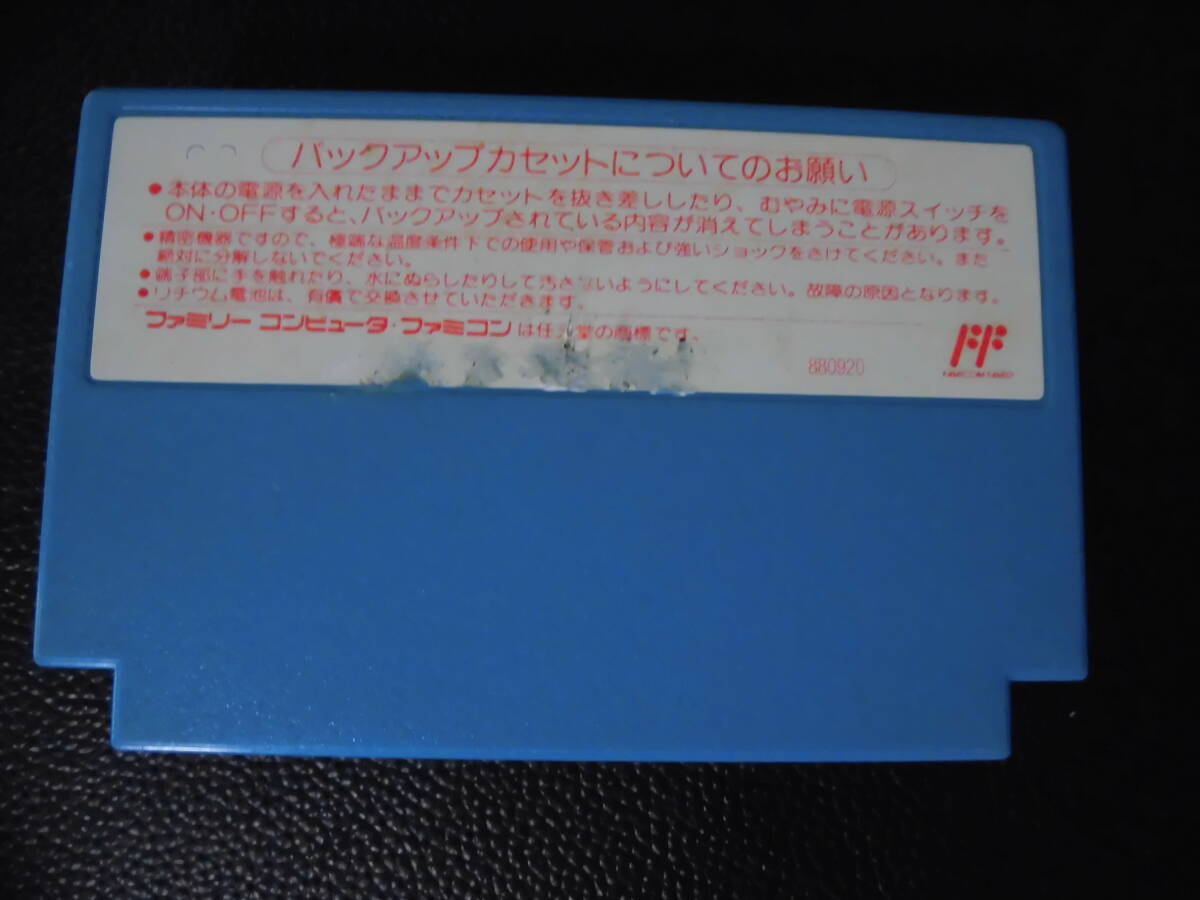 バックアップカセットについてのお願い
●本体の電源を入れたままでカセットを抜き差ししたり、むやみに電源スイッチを
ON・OFFすると、バックアップされている内容が消えてしまうことがあります。
●精密機器ですので、極端な温度条件下での使用や保管および強いショックをさけてください。また
絶対に分解しないでください。
●端子部に手を触れたり、水にぬらしたりして汚さないようにしてください。故障の原因となります。
●リチウム電池は、有償で交換させていただきます。
ファミリーコンピュータ・ファミコンは任天堂の商標です。
880920
FF